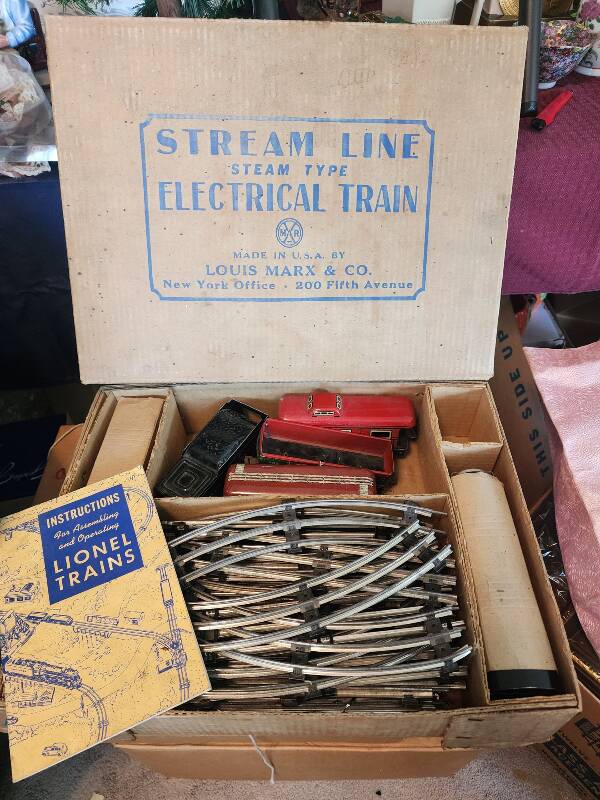 STREAM LINE
STEAM TYPE
ELECTRICAL TRAIN
MAR
MADE IN U.S.A. BY
LOUIS MARX & CO.
New York Office - 200 Fifth Avenue
THIS SIDE UP
INSTRUCTIONS
For Assembling
and Operating
LIONEL
TRAINS